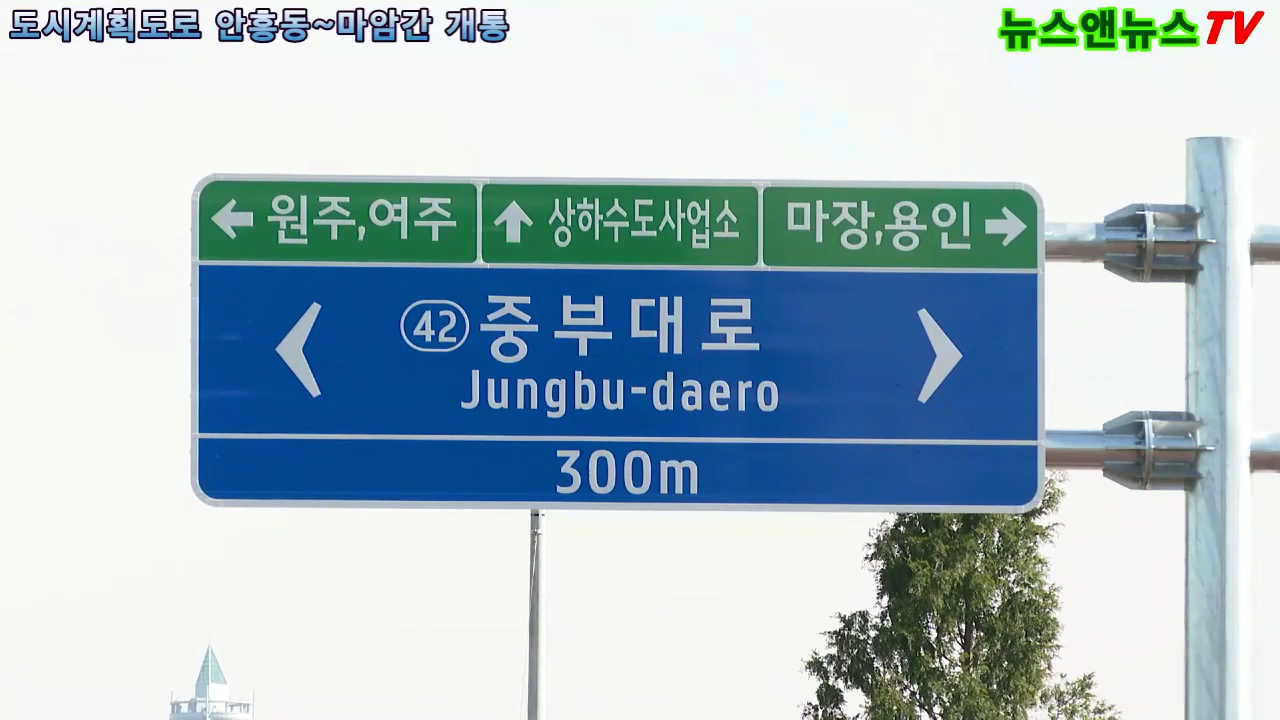 도시계획도로 안흥동~마암간 개통
뉴스앤뉴스TV
← 원주,여주
↑ 상하수도사업소
마장,용인 →
42 중부대로
Jungbu-daero
300m